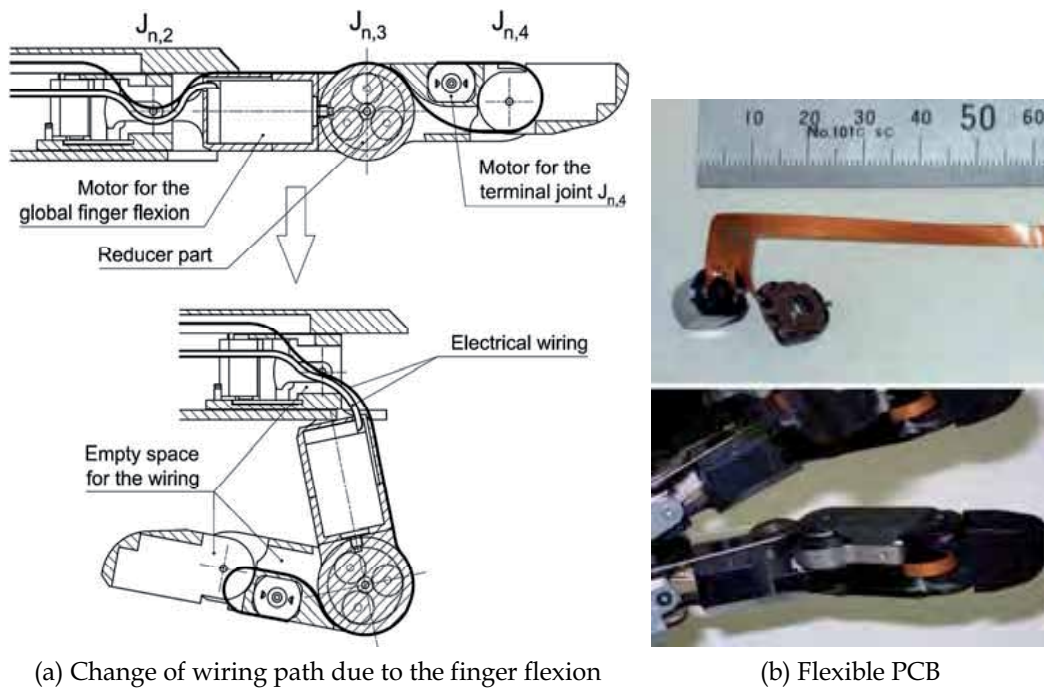 J n,2
J n,3
J n,4
Motor for the
global finger flexion
Motor for the
terminal joint J n,4
Reducer part
Electrical wiring
Empty space
for the wiring
(a) Change of wiring path due to the finger flexion
10 20 30 40 50 60
No.101C SC
(b) Flexible PCB